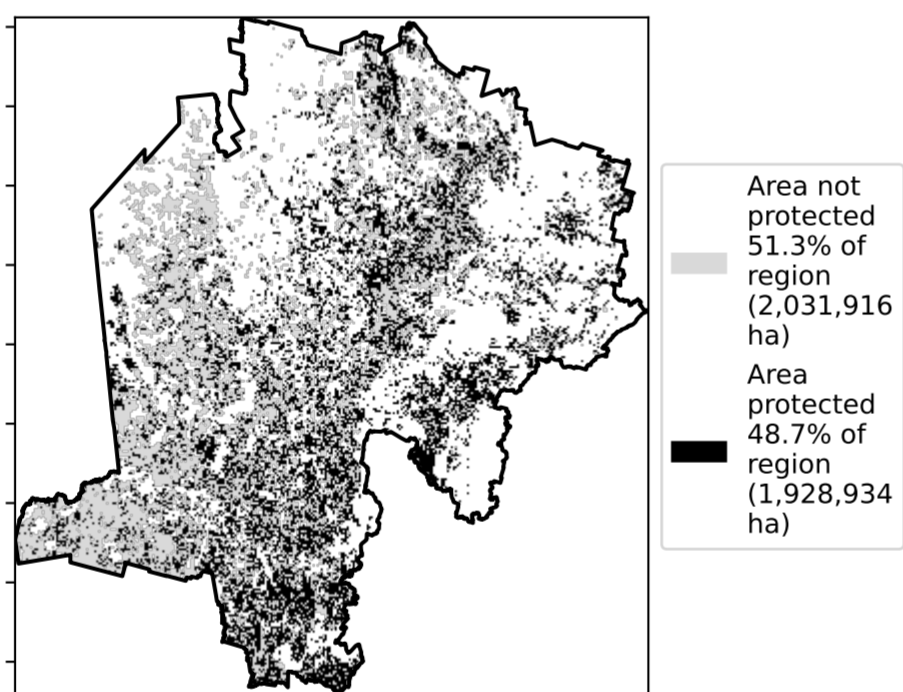 Area not
protected
51.3% of
region
(2,031,916
ha)
Area
protected
48.7% of
region
(1,928,934
ha)